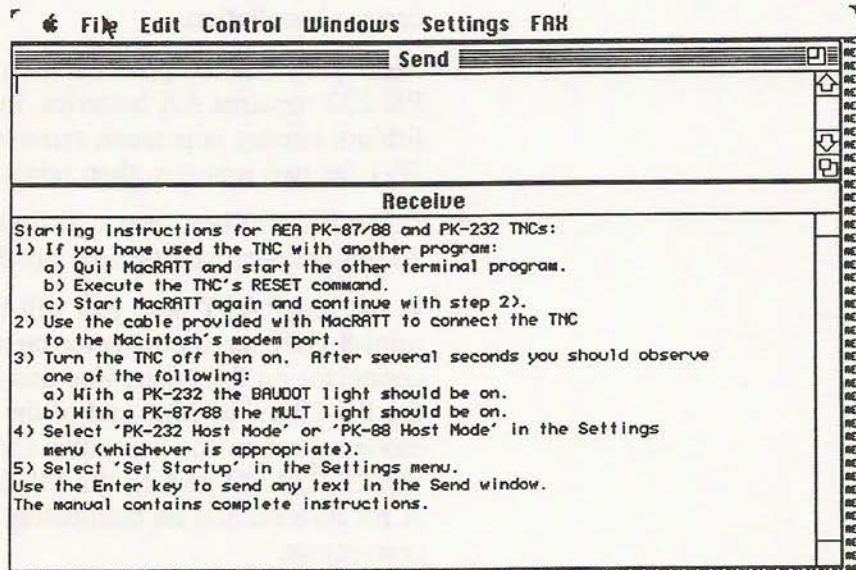 File Edit Control Windows Settings FAX
Send
Receive
Starting Instructions for AEA PK-87/88 and PK-232 TNCs:
1) If you have used the TNC with another program:
a) Quit MacRATT and start the other terminal program.
b) Execute the TNC's RESET command.
c) Start MacRATT again and continue with step 2).
2) Use the cable provided with MacRATT to connect the TNC
to the Macintosh's modem port.
3) Turn the TNC off then on. After several seconds you should observe
one of the following:
a) With a PK-232 the BAUDOT light should be on.
b) With a PK-87/88 the MULT light should be on.
4) Select 'PK-232 Host Mode' or 'PK-88 Host Mode' in the Settings
menu (whichever is appropriate).
5) Select 'Set Startup' in the Settings menu.
Use the Enter key to send any text in the Send window.
The manual contains complete instructions.